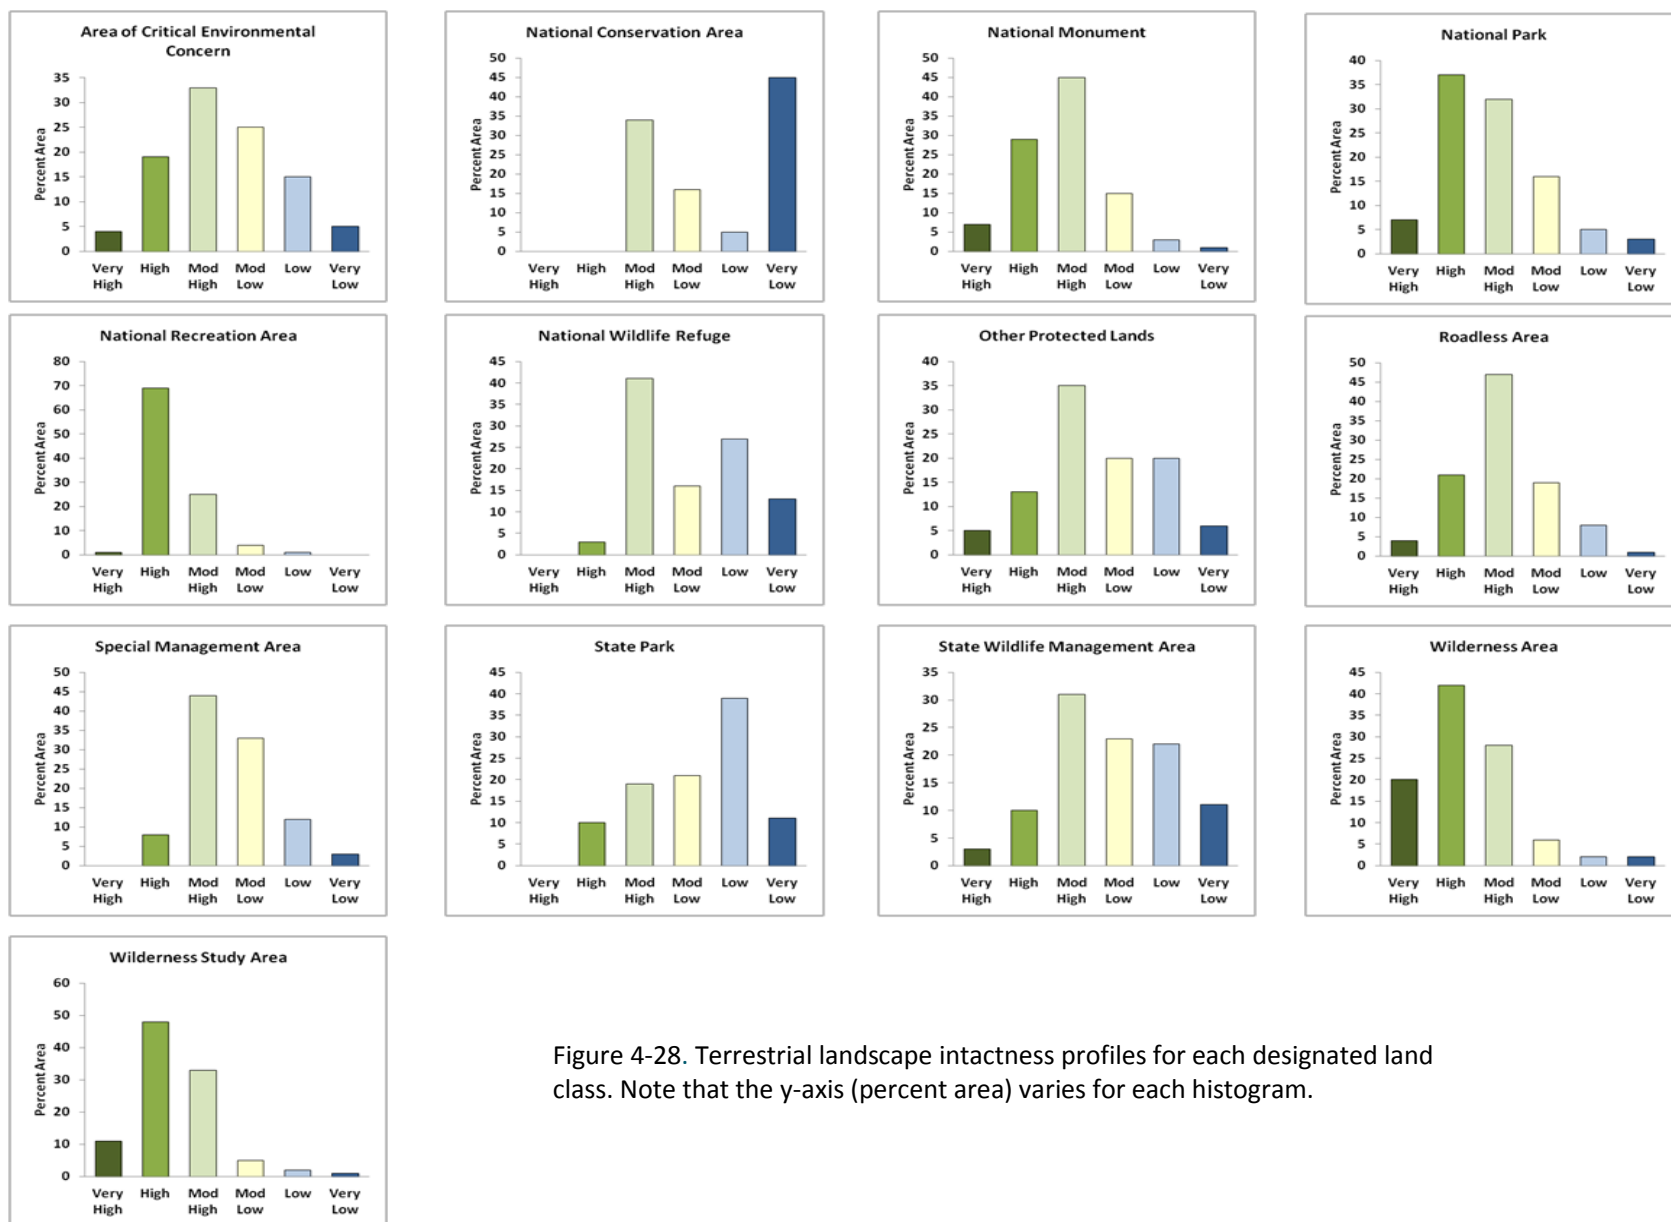 Area of Critical Environmental
Concern
Percent Area
35
30
25
20
15
10
5
0
Very High Mod Mod Low Very
High High Low Low
National Conservation Area
Percent Area
50
45
40
35
30
25
20
15
10
5
0
Very High Mod Mod Low Very
High High Low Low
National Monument
Percent Area
50
45
40
35
30
25
20
15
10
5
0
Very High Mod Mod Low Very
High High Low Low
National Park
Percent Area
40
35
30
25
20
15
10
5
0
Very High Mod Mod Low Very
High High Low Low
National Recreation Area
Percent Area
80
70
60
50
40
30
20
10
0
Very High Mod Mod Low Very
High High Low Low
National Wildlife Refuge
Percent Area
45
40
35
30
25
20
15
10
5
0
Very High Mod Mod Low Very
High High Low Low
Other Protected Lands
Percent Area
40
35
30
25
20
15
10
5
0
Very High Mod Mod Low Very
High High Low Low
Roadless Area
Percent Area
50
45
40
35
30
25
20
15
10
5
0
Very High Mod Mod Low Very
High High Low Low
Special Management Area
Percent Area
50
45
40
35
30
25
20
15
10
5
0
Very High Mod Mod Low Very
High High Low Low
State Park
Percent Area
45
40
35
30
25
20
15
10
5
0
Very High Mod Mod Low Very
High High Low Low
State Wildlife Management Area
Percent Area
35
30
25
20
15
10
5
0
Very High Mod Mod Low Very
High High Low Low
Wilderness Area
Percent Area
45
40
35
30
25
20
15
10
5
0
Very High Mod Mod Low Very
High High Low Low
Wilderness Study Area
Percent Area
60
50
40
30
20
10
0
Very High Mod Mod Low Very
High High Low Low
Figure 4-28. Terrestrial landscape intactness profiles for each designated land
class. Note that the y-axis (percent area) varies for each histogram.